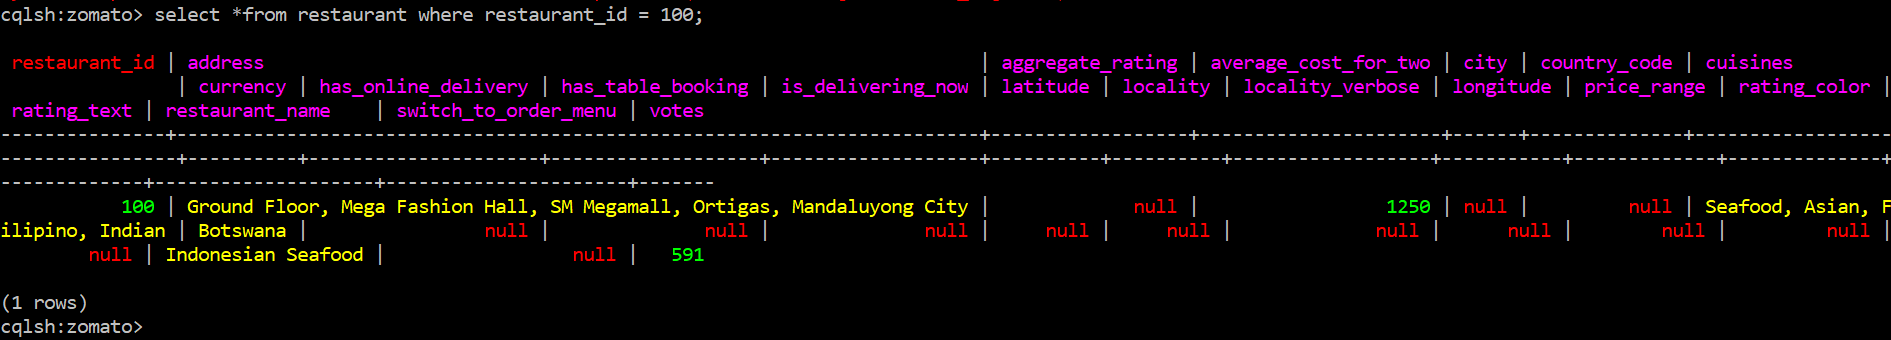 cqlsh:zomato> select *from restaurant where restaurant_id = 100;
restaurant_id | address | aggregate_rating | average_cost_for_two | city | country_code | cuisines
| currency | has_online_delivery | has_table_booking | is_delivering_now | latitude | locality | locality_verbose | longitude | price_range | rating_color |
rating_text | restaurant_name | switch_to_order_menu | votes
---------------+--------------------------------------------------------------------------+------------------+----------------------+------+--------------+------------------
----------------+----------+---------------------+-------------------+-------------------+----------+----------+------------------+-----------+-------------+--------------+
-------------+--------------------+----------------------+-------
100 | Ground Floor, Mega Fashion Hall, SM Megamall, Ortigas, Mandaluyong City | null | 1250 | null | null | Seafood, Asian, F
ilipino, Indian | Botswana | null | null | null | null | null | null | null | null | null |
null | Indonesian Seafood | null | 591
(1 rows)
cqlsh:zomato>